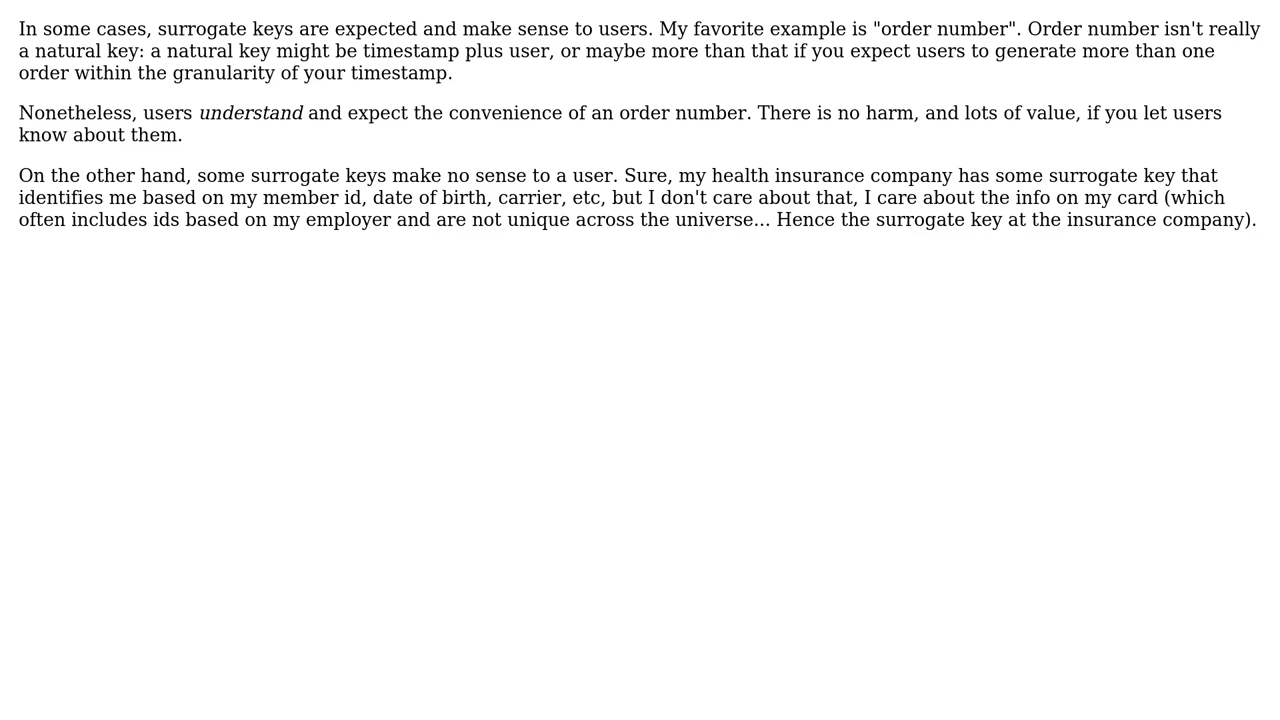 In some cases, surrogate keys are expected and make sense to users. My favorite example is "order number". Order number isn't really
a natural key: a natural key might be timestamp plus user, or maybe more than that if you expect users to generate more than one
order within the granularity of your timestamp.
Nonetheless, users understand and expect the convenience of an order number. There is no harm, and lots of value, if you let users
know about them.
On the other hand, some surrogate keys make no sense to a user. Sure, my health insurance company has some surrogate key that
identifies me based on my member id, date of birth, carrier, etc, but I don't care about that, I care about the info on my card (which
often includes ids based on my employer and are not unique across the universe... Hence the surrogate key at the insurance company).